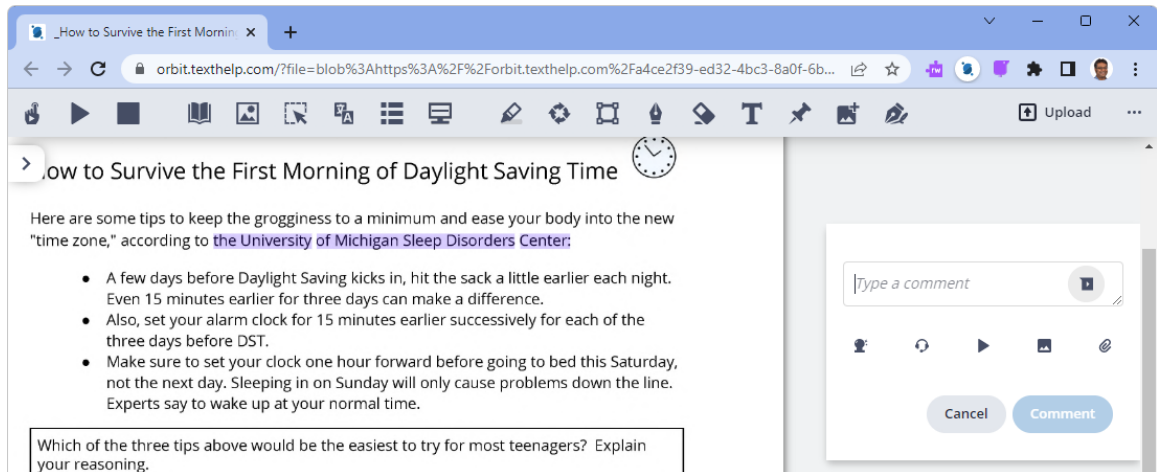 _How to Survive the First Mornin
orbit.texthelp.com/?file=blob%3Ahttps%3A%2F%2Forbit.texthelp.com%2Fa4ce2f39-ed32-4bc3-8a0f-6b...
Upload
ow to Survive the First Morning of Daylight Saving Time
Here are some tips to keep the grogginess to a minimum and ease your body into the new
"time zone," according to the University of Michigan Sleep Disorders Center:
● A few days before Daylight Saving kicks in, hit the sack a little earlier each night.
Even 15 minutes earlier for three days can make a difference.
● Also, set your alarm clock for 15 minutes earlier successively for each of the
three days before DST.
● Make sure to set your clock one hour forward before going to bed this Saturday,
not the next day. Sleeping in on Sunday will only cause problems down the line.
Experts say to wake up at your normal time.
Which of the three tips above would be the easiest to try for most teenagers? Explain
your reasoning.
Type a comment
Cancel
Comment